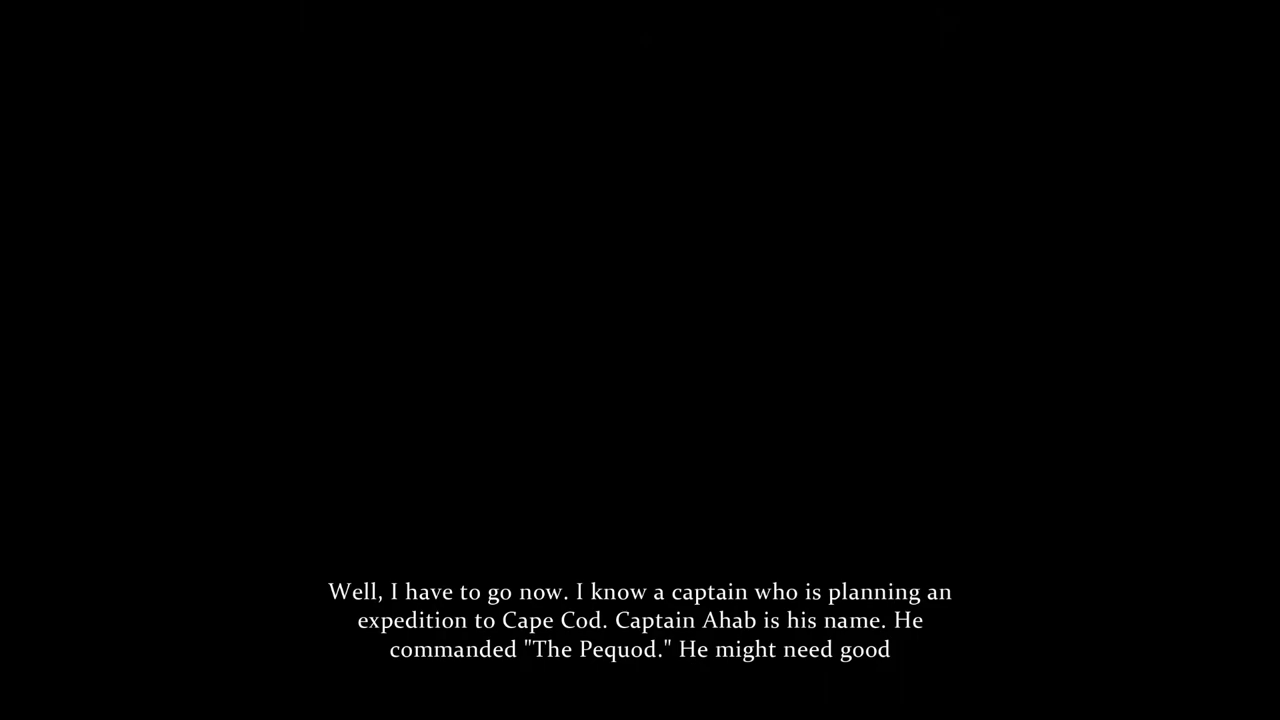 Well, I have to go now. I know a captain who is planning an
expedition to Cape Cod. Captain Ahab is his name. He
commanded "The Pequod." He might need good